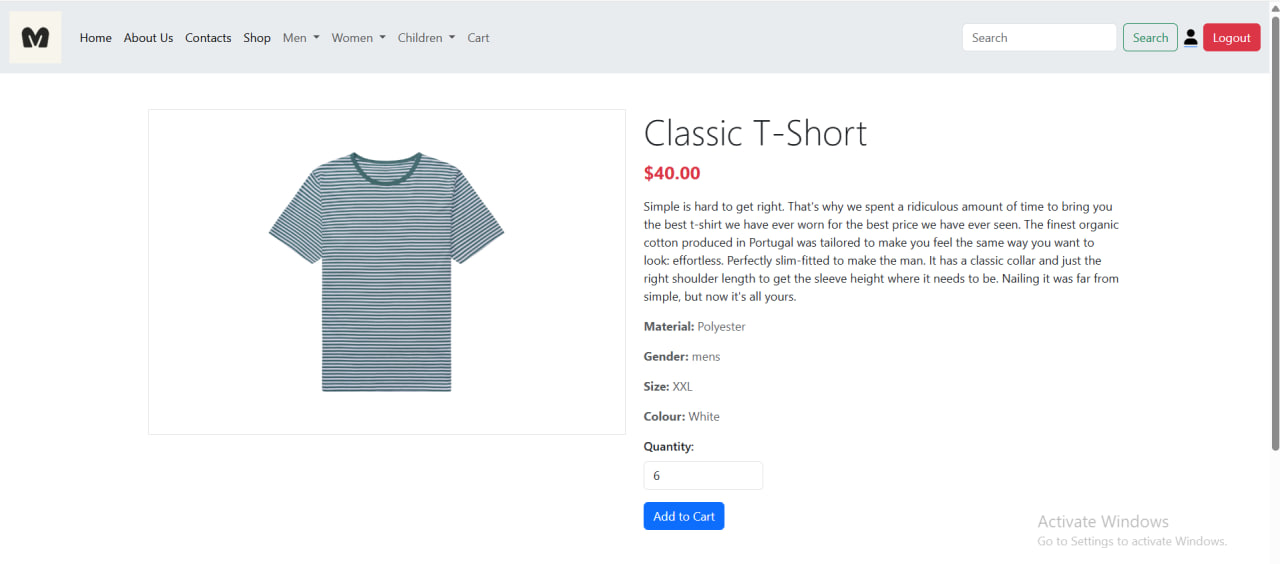 Home About Us Contacts Shop Men Women Children Cart Search Search Logout
Classic T-Short
$40.00
Simple is hard to get right. That's why we spent a ridiculous amount of time to bring you
the best t-shirt we have ever worn for the best price we have ever seen. The finest organic
cotton produced in Portugal was tailored to make you feel the same way you want to
look: effortless. Perfectly slim-fitted to make the man. It has a classic collar and just the
right shoulder length to get the sleeve height where it needs to be. Nailing it was far from
simple, but now it's all yours.
Material: Polyester
Gender: mens
Size: XXL
Colour: White
Quantity:
6
Add to Cart
Activate Windows
Go to Settings to activate Windows.